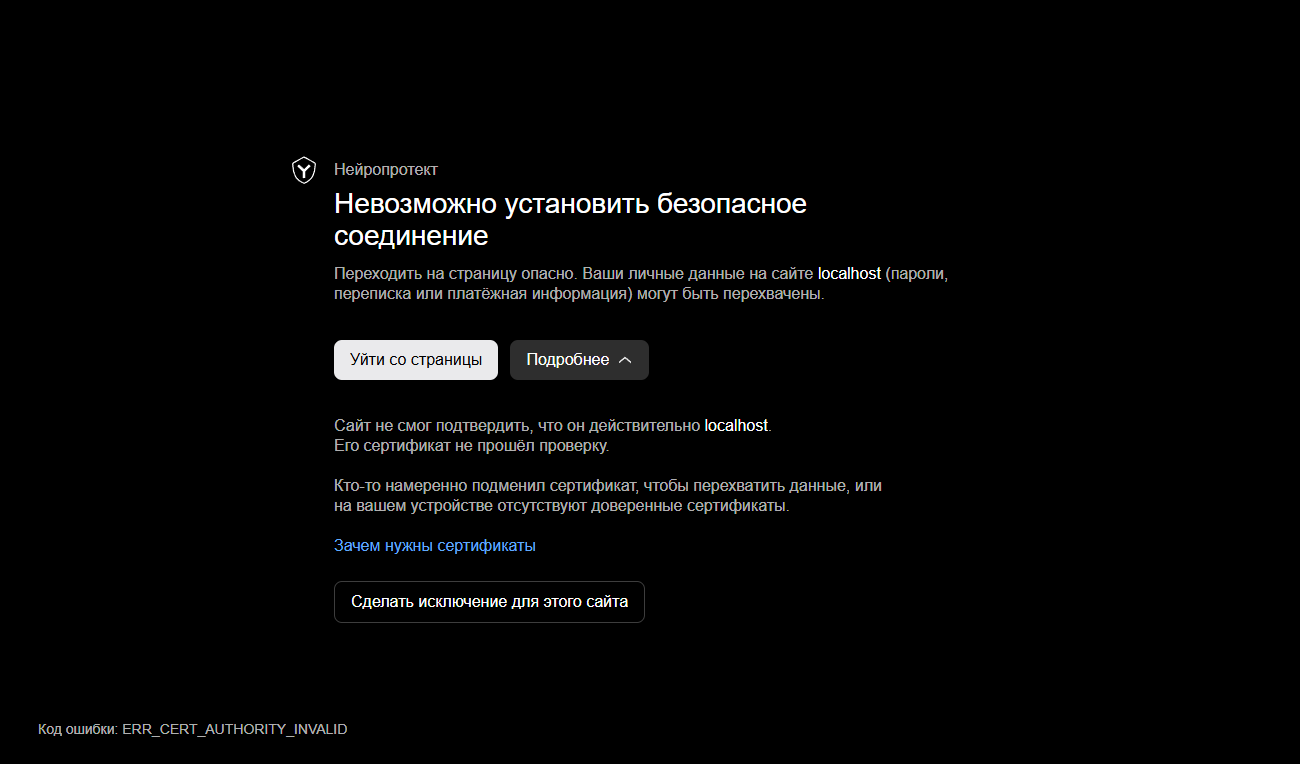 Нейропротект
Невозможно установить безопасное
соединение
Переходить на страницу опасно. Ваши личные данные на сайте localhost (пароли,
переписка или платёжная информация) могут быть перехвачены.
Уйти со страницы
Подробнее
Сайт не смог подтвердить, что он действительно localhost.
Его сертификат не прошёл проверку.
Кто-то намеренно подменил сертификат, чтобы перехватить данные, или
на вашем устройстве отсутствуют доверенные сертификаты.
Зачем нужны сертификаты
Сделать исключение для этого сайта
Код ошибки: ERR_CERT_AUTHORITY_INVALID